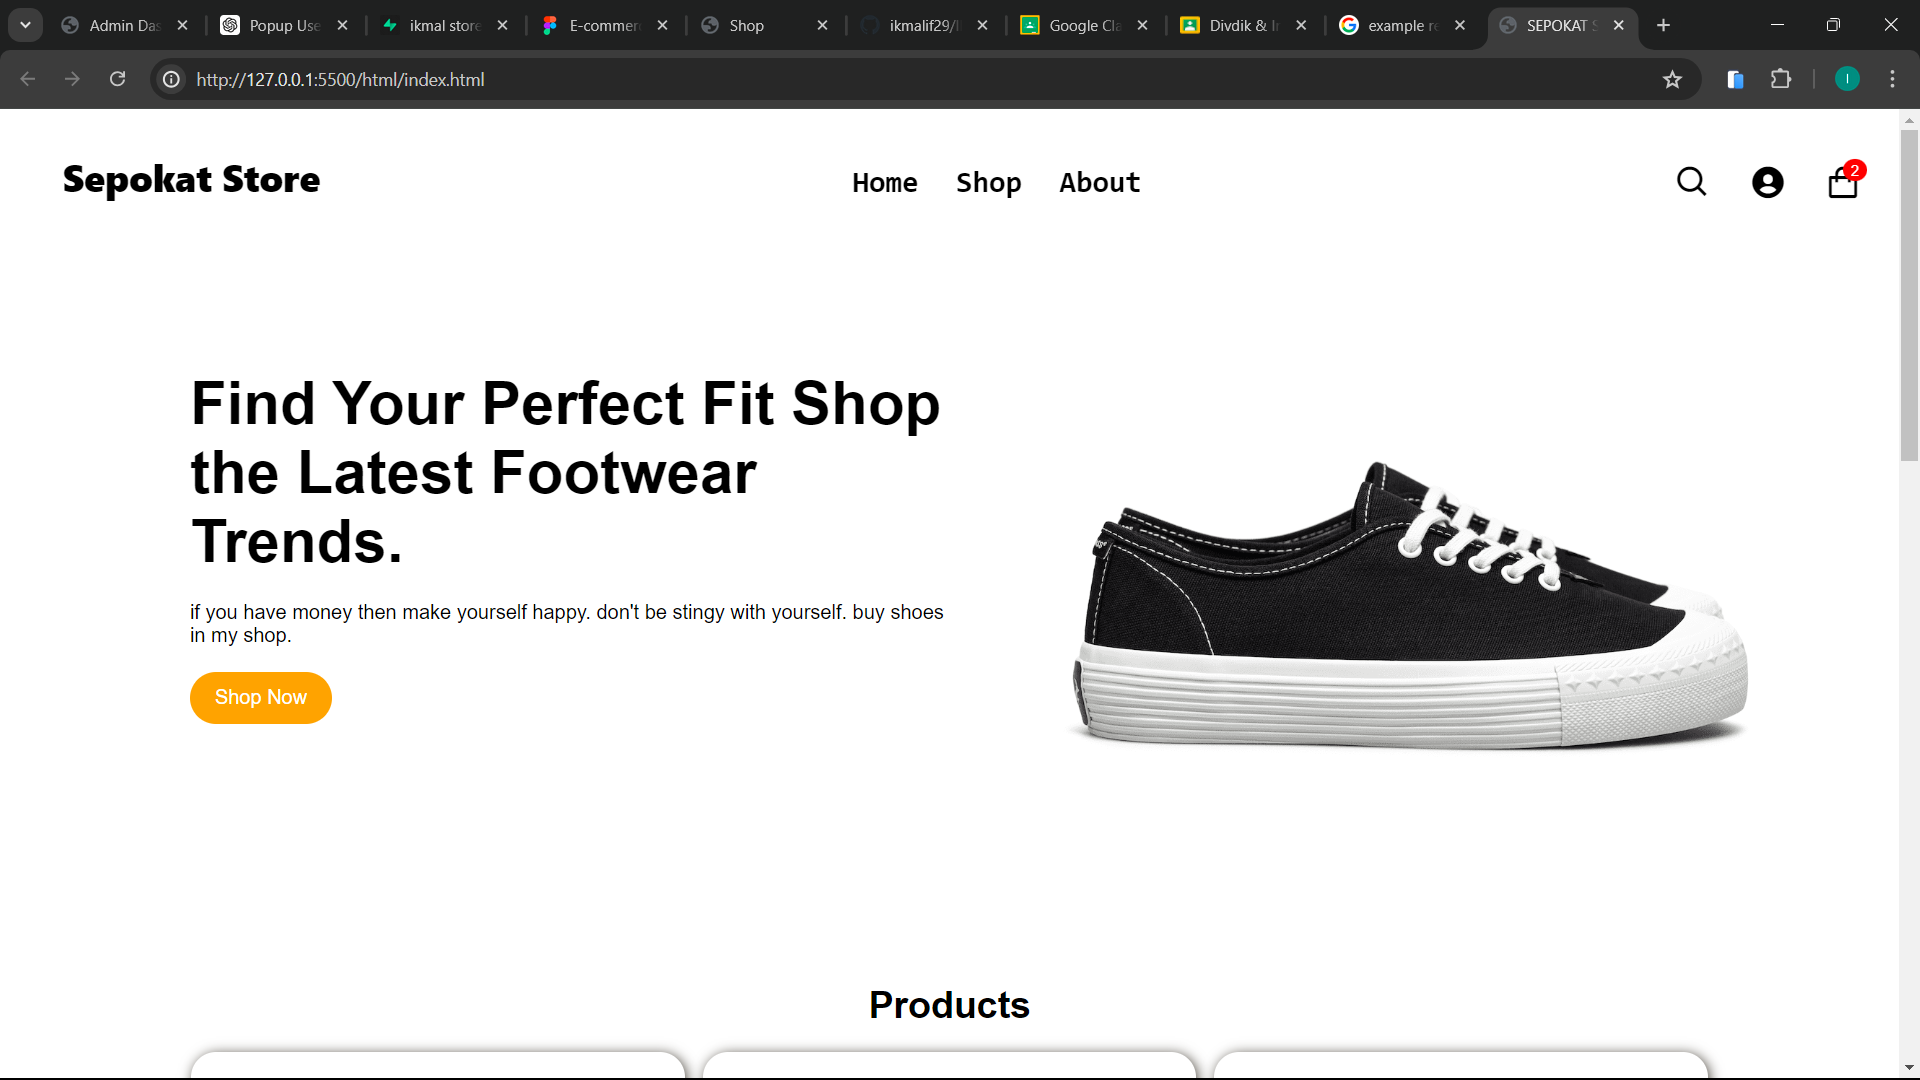 Admin Das
Popup Use
ikmal store
E-commer
Shop
ikmalif29/
Google Cla
Divdik & I
example re
SEPOKAT S
http://127.0.0.1:5500/html/index.html
I
Sepokat Store
Home
Shop
About
2
Find Your Perfect Fit Shop
the Latest Footwear
Trends.
if you have money then make yourself happy. don't be stingy with yourself. buy shoes
in my shop.
Shop Now
Products